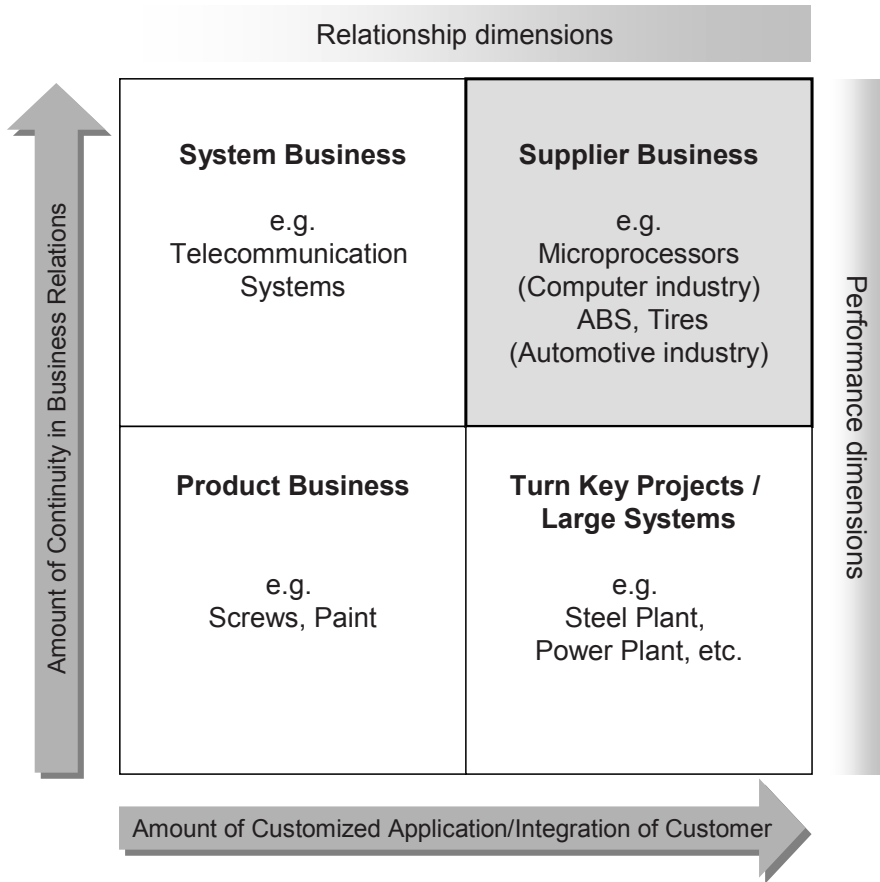 Relationship dimensions
System Business
e.g.
Telecommunication
Systems
Supplier Business
e.g.
Microprocessors
(Computer industry)
ABS, Tires
(Automotive industry)
Product Business
e.g.
Screws, Paint
Turn Key Projects /
Large Systems
e.g.
Steel Plant,
Power Plant, etc.
Amount of Continuity in Business Relations
Performance dimensions
Amount of Customized Application/Integration of Customer